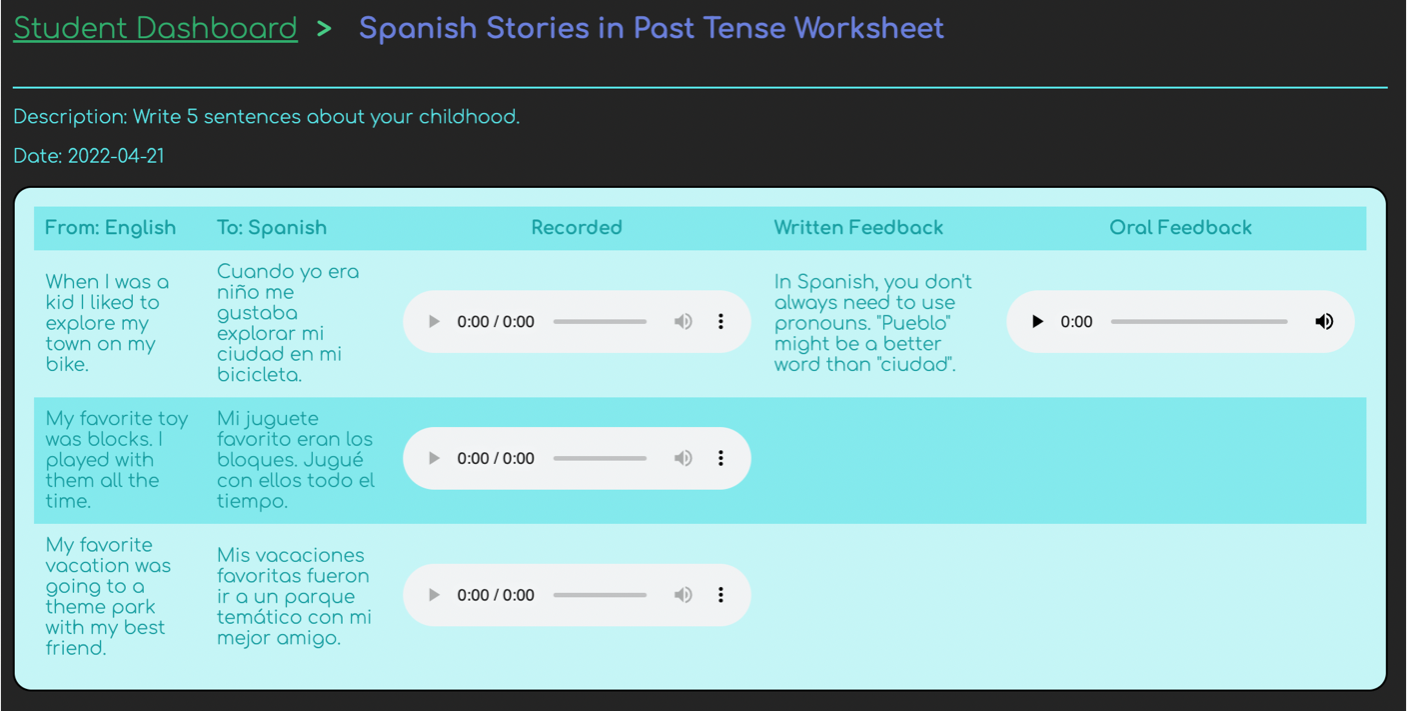 Student Dashboard > Spanish Stories in Past Tense Worksheet
Description: Write 5 sentences about your childhood.
Date: 2022-04-21
From: English To: Spanish Recorded Written Feedback Oral Feedback
When I was a
kid I liked to
explore my
town on my
bike.
Cuando yo era
niño me
gustaba
explorar mi
ciudad en mi
bicicleta.
0:00 / 0:00
In Spanish, you don't
always need to use
pronouns. "Pueblo"
might be a better
word than "ciudad".
0:00
My favorite toy
was blocks. I
played with
them all the
time.
Mi juguete
favorito eran los
bloques. Jugué
con ellos todo el
tiempo.
0:00 / 0:00
My favorite
vacation was
going to a
theme park
with my best
friend.
Mis vacaciones
favoritas fueron
ir a un parque
temático con mi
mejor amigo.
0:00 / 0:00